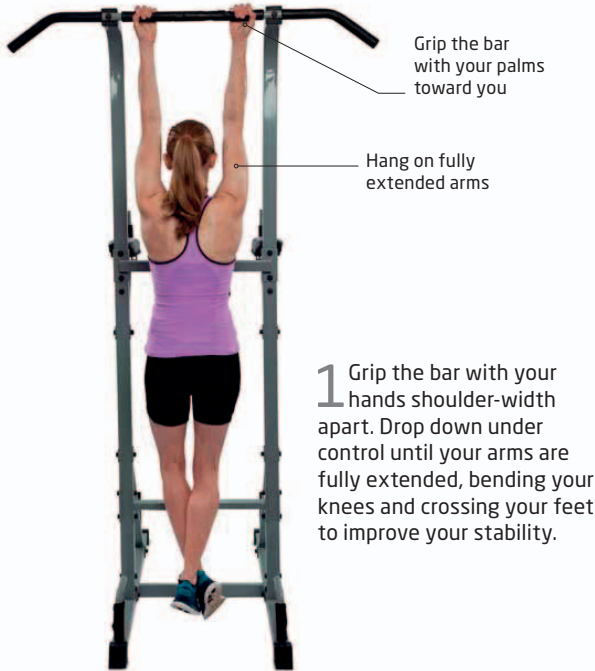 Grip the bar
with your palms
toward you
Hang on fully
extended arms
1 Grip the bar with your
hands shoulder-width
apart. Drop down under
control until your arms are
fully extended, bending your
knees and crossing your feet
to improve your stability.